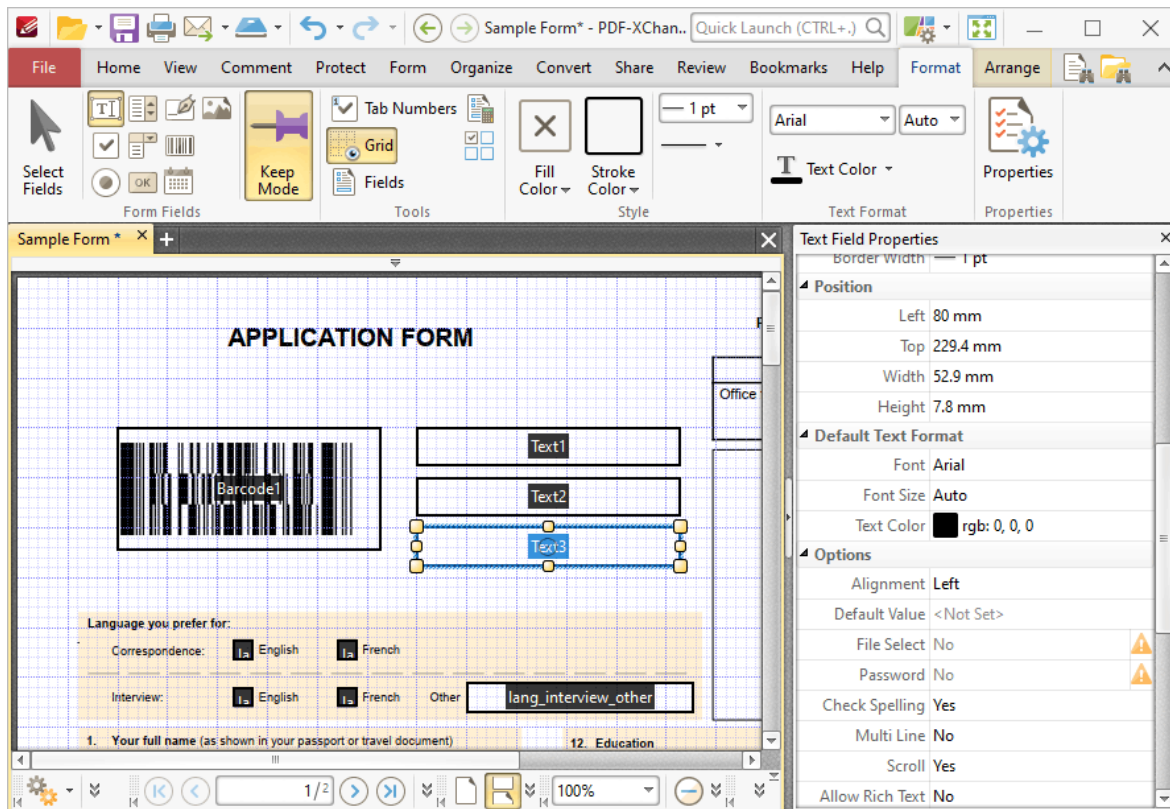 Sample Form* - PDF-XChan.. Quick Launch (CTRL+.)
File Home View Comment Protect Form Organize Convert Share Review Bookmarks Help Format Arrange
Select Fields
OK
Form Fields
Keep Mode
Tab Numbers
Grid
Fields
Tools
Fill Color
Stroke Color
1 pt
Style
Arial Auto
Text Color
Text Format
Properties
Properties
Sample Form *
APPLICATION FORM
Office
Barcode1
Text1
Text2
Text3
Language you prefer for:
Correspondence: la English la French
Interview: la English la French Other lang_interview_other
1. Your full name (as shown in your passport or travel document) 12. Education
Text Field Properties
Border Width 1 pt
Position
Left 80 mm
Top 229.4 mm
Width 52.9 mm
Height 7.8 mm
Default Text Format
Font Arial
Font Size Auto
Text Color rgb: 0, 0, 0
Options
Alignment Left
Default Value <Not Set>
File Select No
Password No
Check Spelling Yes
Multi Line No
Scroll Yes
Allow Rich Text No
1/2 100%